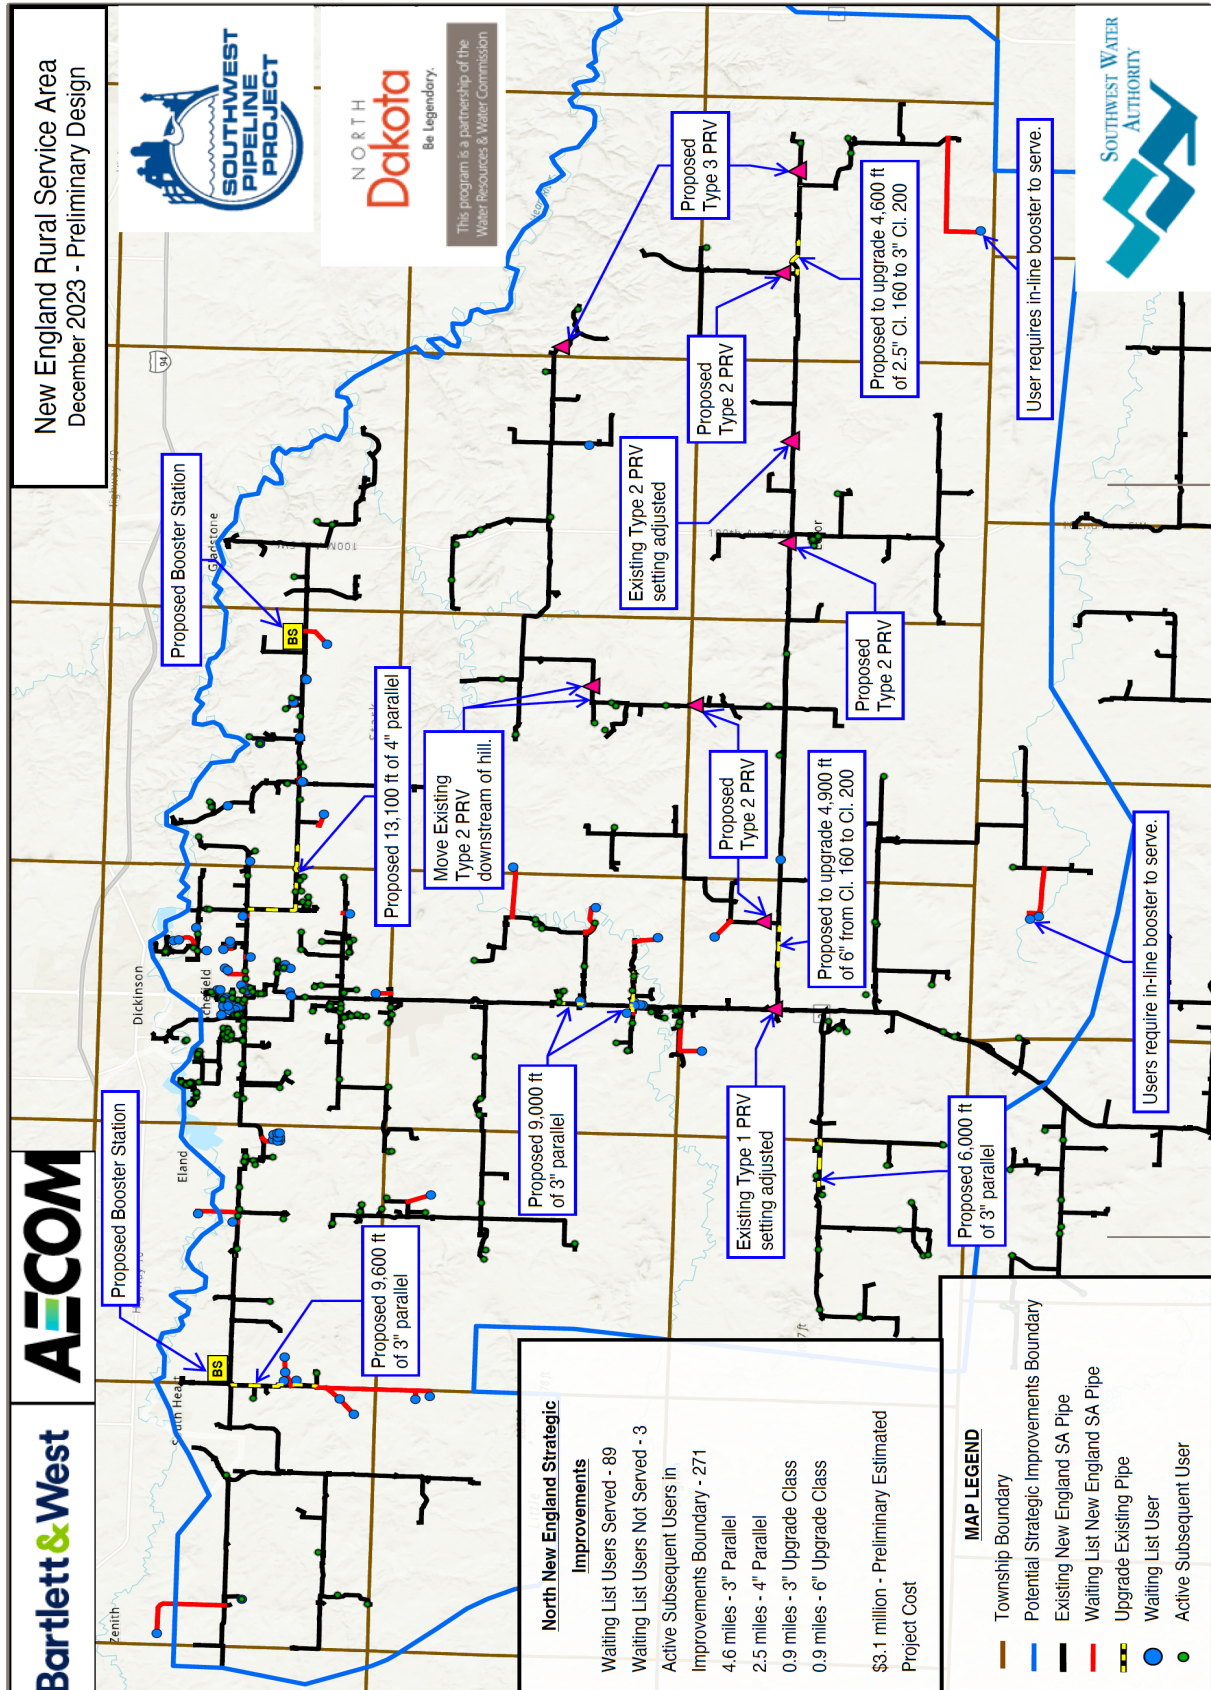 New England Rural Service Area
December 2023 - Preliminary Design
Bartlett&West
AECOM
SOUTHWEST
PIPELINE
PROJECT
NORTH
Dakota
Be Legendary.
This program is a partnership of the
Water Resources & Water Commission
SOUTHWEST WATER
AUTHORITY
Proposed Booster Station
Proposed Booster Station
BS
BS
Proposed 9,600 ft
of 3" parallel
Proposed 13,100 ft of 4" parallel
Move Existing
Type 2 PRV
downstream of hill.
Proposed 9,000 ft
of 3" parallel
Existing Type 1 PRV
setting adjusted
Proposed
Type 2 PRV
Proposed to upgrade 4,900 ft
of 6" from Cl. 160 to Cl. 200
Proposed 6,000 ft
of 3" parallel
Existing Type 2 PRV
setting adjusted
Proposed
Type 2 PRV
Proposed
Type 2 PRV
Proposed
Type 3 PRV
Proposed to upgrade 4,600 ft
of 2.5" Cl. 160 to 3" Cl. 200
User requires in-line booster to serve.
Users require in-line booster to serve.
Zenith
South Heart
Eland
Dickinson
Gladstone
94
North New England Strategic
Improvements
Waiting List Users Served - 89
Waiting List Users Not Served - 3
Active Subsequent Users in
Improvements Boundary - 271
4.6 miles - 3" Parallel
2.5 miles - 4" Parallel
0.9 miles - 3" Upgrade Class
0.9 miles - 6" Upgrade Class
$3.1 million - Preliminary Estimated
Project Cost
MAP LEGEND
Township Boundary
Potential Strategic Improvements Boundary
Existing New England SA Pipe
Waiting List New England SA Pipe
Upgrade Existing Pipe
Waiting List User
Active Subsequent User